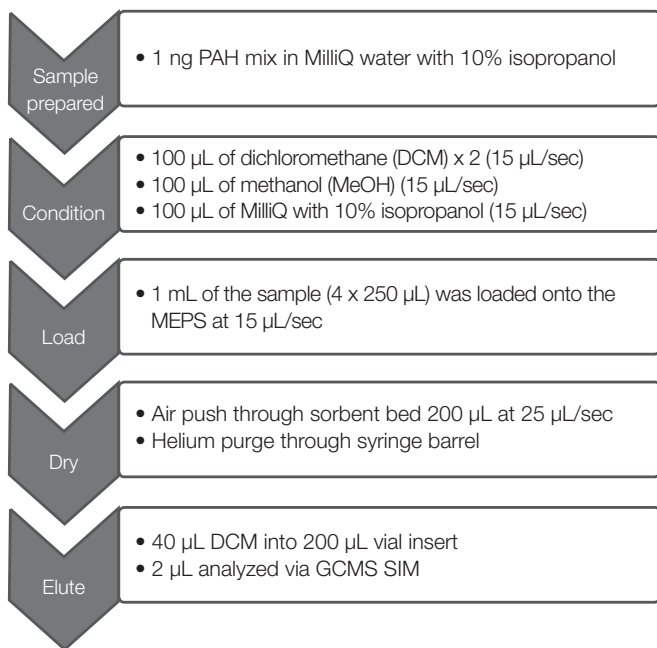 Sample
prepared
• 1 ng PAH mix in MilliQ water with 10% isopropanol
Condition
• 100 µL of dichloromethane (DCM) x 2 (15 µL/sec)
• 100 µL of methanol (MeOH) (15 µL/sec)
• 100 µL of MilliQ with 10% isopropanol (15 µL/sec)
Load
• 1 mL of the sample (4 x 250 µL) was loaded onto the
MEPS at 15 µL/sec
Dry
• Air push through sorbent bed 200 µL at 25 µL/sec
• Helium purge through syringe barrel
Elute
• 40 µL DCM into 200 µL vial insert
• 2 µL analyzed via GCMS SIM